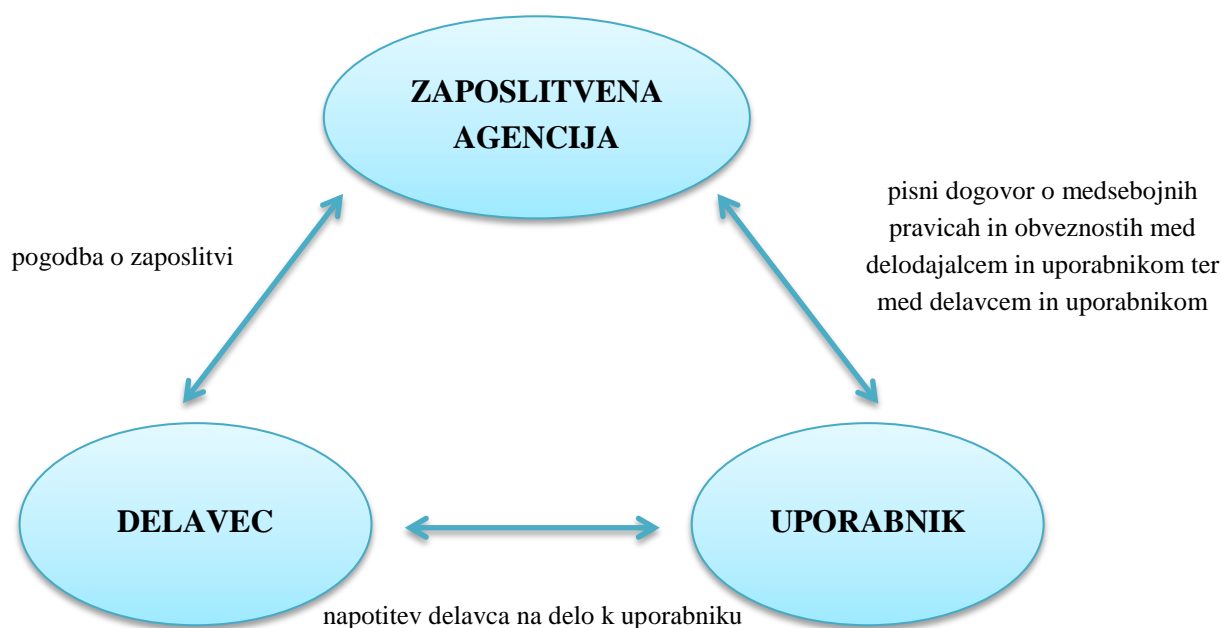 ZAPOSLITVENA
AGENCIJA
pogodba o zaposlitvi
pisni dogovor o medsebojnih
pravicah in obveznostih med
delodajalcem in uporabnikom ter
med delavcem in uporabnikom
DELAVEC
UPORABNIK
napotitev delavca na delo k uporabniku